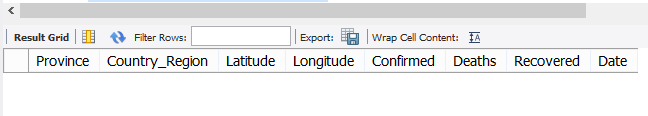 Result Grid Filter Rows: Export: Wrap Cell Content:
Province Country_Region Latitude Longitude Confirmed Deaths Recovered Date